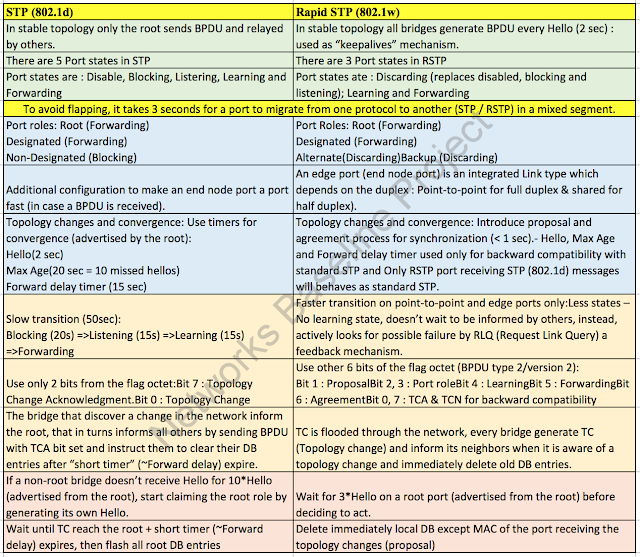 STP (802.1d)
Rapid STP (802.1w)
In stable topology only the root sends BPDU and relayed
by others.
In stable topology all bridges generate BPDU every Hello (2 sec) :
used as “keepalives” mechanism.
There are 5 Port states in STP
There are 3 Port states in RSTP
Port states are : Disable, Blocking, Listening, Learning and
Forwarding
Port states ate : Discarding (replaces disabled, blocking and
listening); Learning and Forwarding
To avoid flapping, it takes 3 seconds for a port to migrate from one protocol to another (STP / RSTP) in a mixed segment.
Port roles: Root (Forwarding)
Designated (Forwarding)
Non-Designated (Blocking)
Port Roles: Root (Forwarding)
Designated (Forwarding)
Alternate(Discarding)Backup (Discarding)
Additional configuration to make an end node port a port
fast (in case a BPDU is received).
An edge port (end node port) is an integrated Link type which
depends on the duplex : Point-to-point for full duplex & shared for
half duplex).
Topology changes and convergence: Use timers for
convergence (advertised by the root):
Hello(2 sec)
Max Age(20 sec = 10 missed hellos)
Forward delay timer (15 sec)
Topology changes and convergence: Introduce proposal and
agreement process for synchronization (< 1 sec).- Hello, Max Age
and Forward delay timer used only for backward compatibility with
standard STP and Only RSTP port receiving STP (802.1d) messages
will behaves as standard STP.
Slow transition (50sec):
Blocking (20s) =>Listening (15s) =>Learning (15s)
=>Forwarding
Faster transition on point-to-point and edge ports only:Less states –
No learning state, doesn’t wait to be informed by others, instead,
actively looks for possible failure by RLQ (Request Link Query) a
feedback mechanism.
Use only 2 bits from the flag octet:Bit 7 : Topology
Change Acknowledgment.Bit 0 : Topology Change
Use other 6 bits of the flag octet (BPDU type 2/version 2):
Bit 1 : ProposalBit 2, 3 : Port roleBit 4 : LearningBit 5 : ForwardingBit
6 : AgreementBit 0, 7 : TCA & TCN for backward compatibility
The bridge that discover a change in the network inform
the root, that in turns informs all others by sending BPDU
with TCA bit set and instruct them to clear their DB
entries after “short timer” (~Forward delay) expire.
TC is flooded through the network, every bridge generate TC
(Topology change) and inform its neighbors when it is aware of a
topology change and immediately delete old DB entries.
If a non-root bridge doesn’t receive Hello for 10*Hello
(advertised from the root), start claiming the root role by
generating its own Hello.
Wait for 3*Hello on a root port (advertised from the root) before
deciding to act.
Wait until TC reach the root + short timer (~Forward
delay) expires, then flash all root DB entries
Delete immediately local DB except MAC of the port receiving the
topology changes (proposal)
Networks Baseline Project